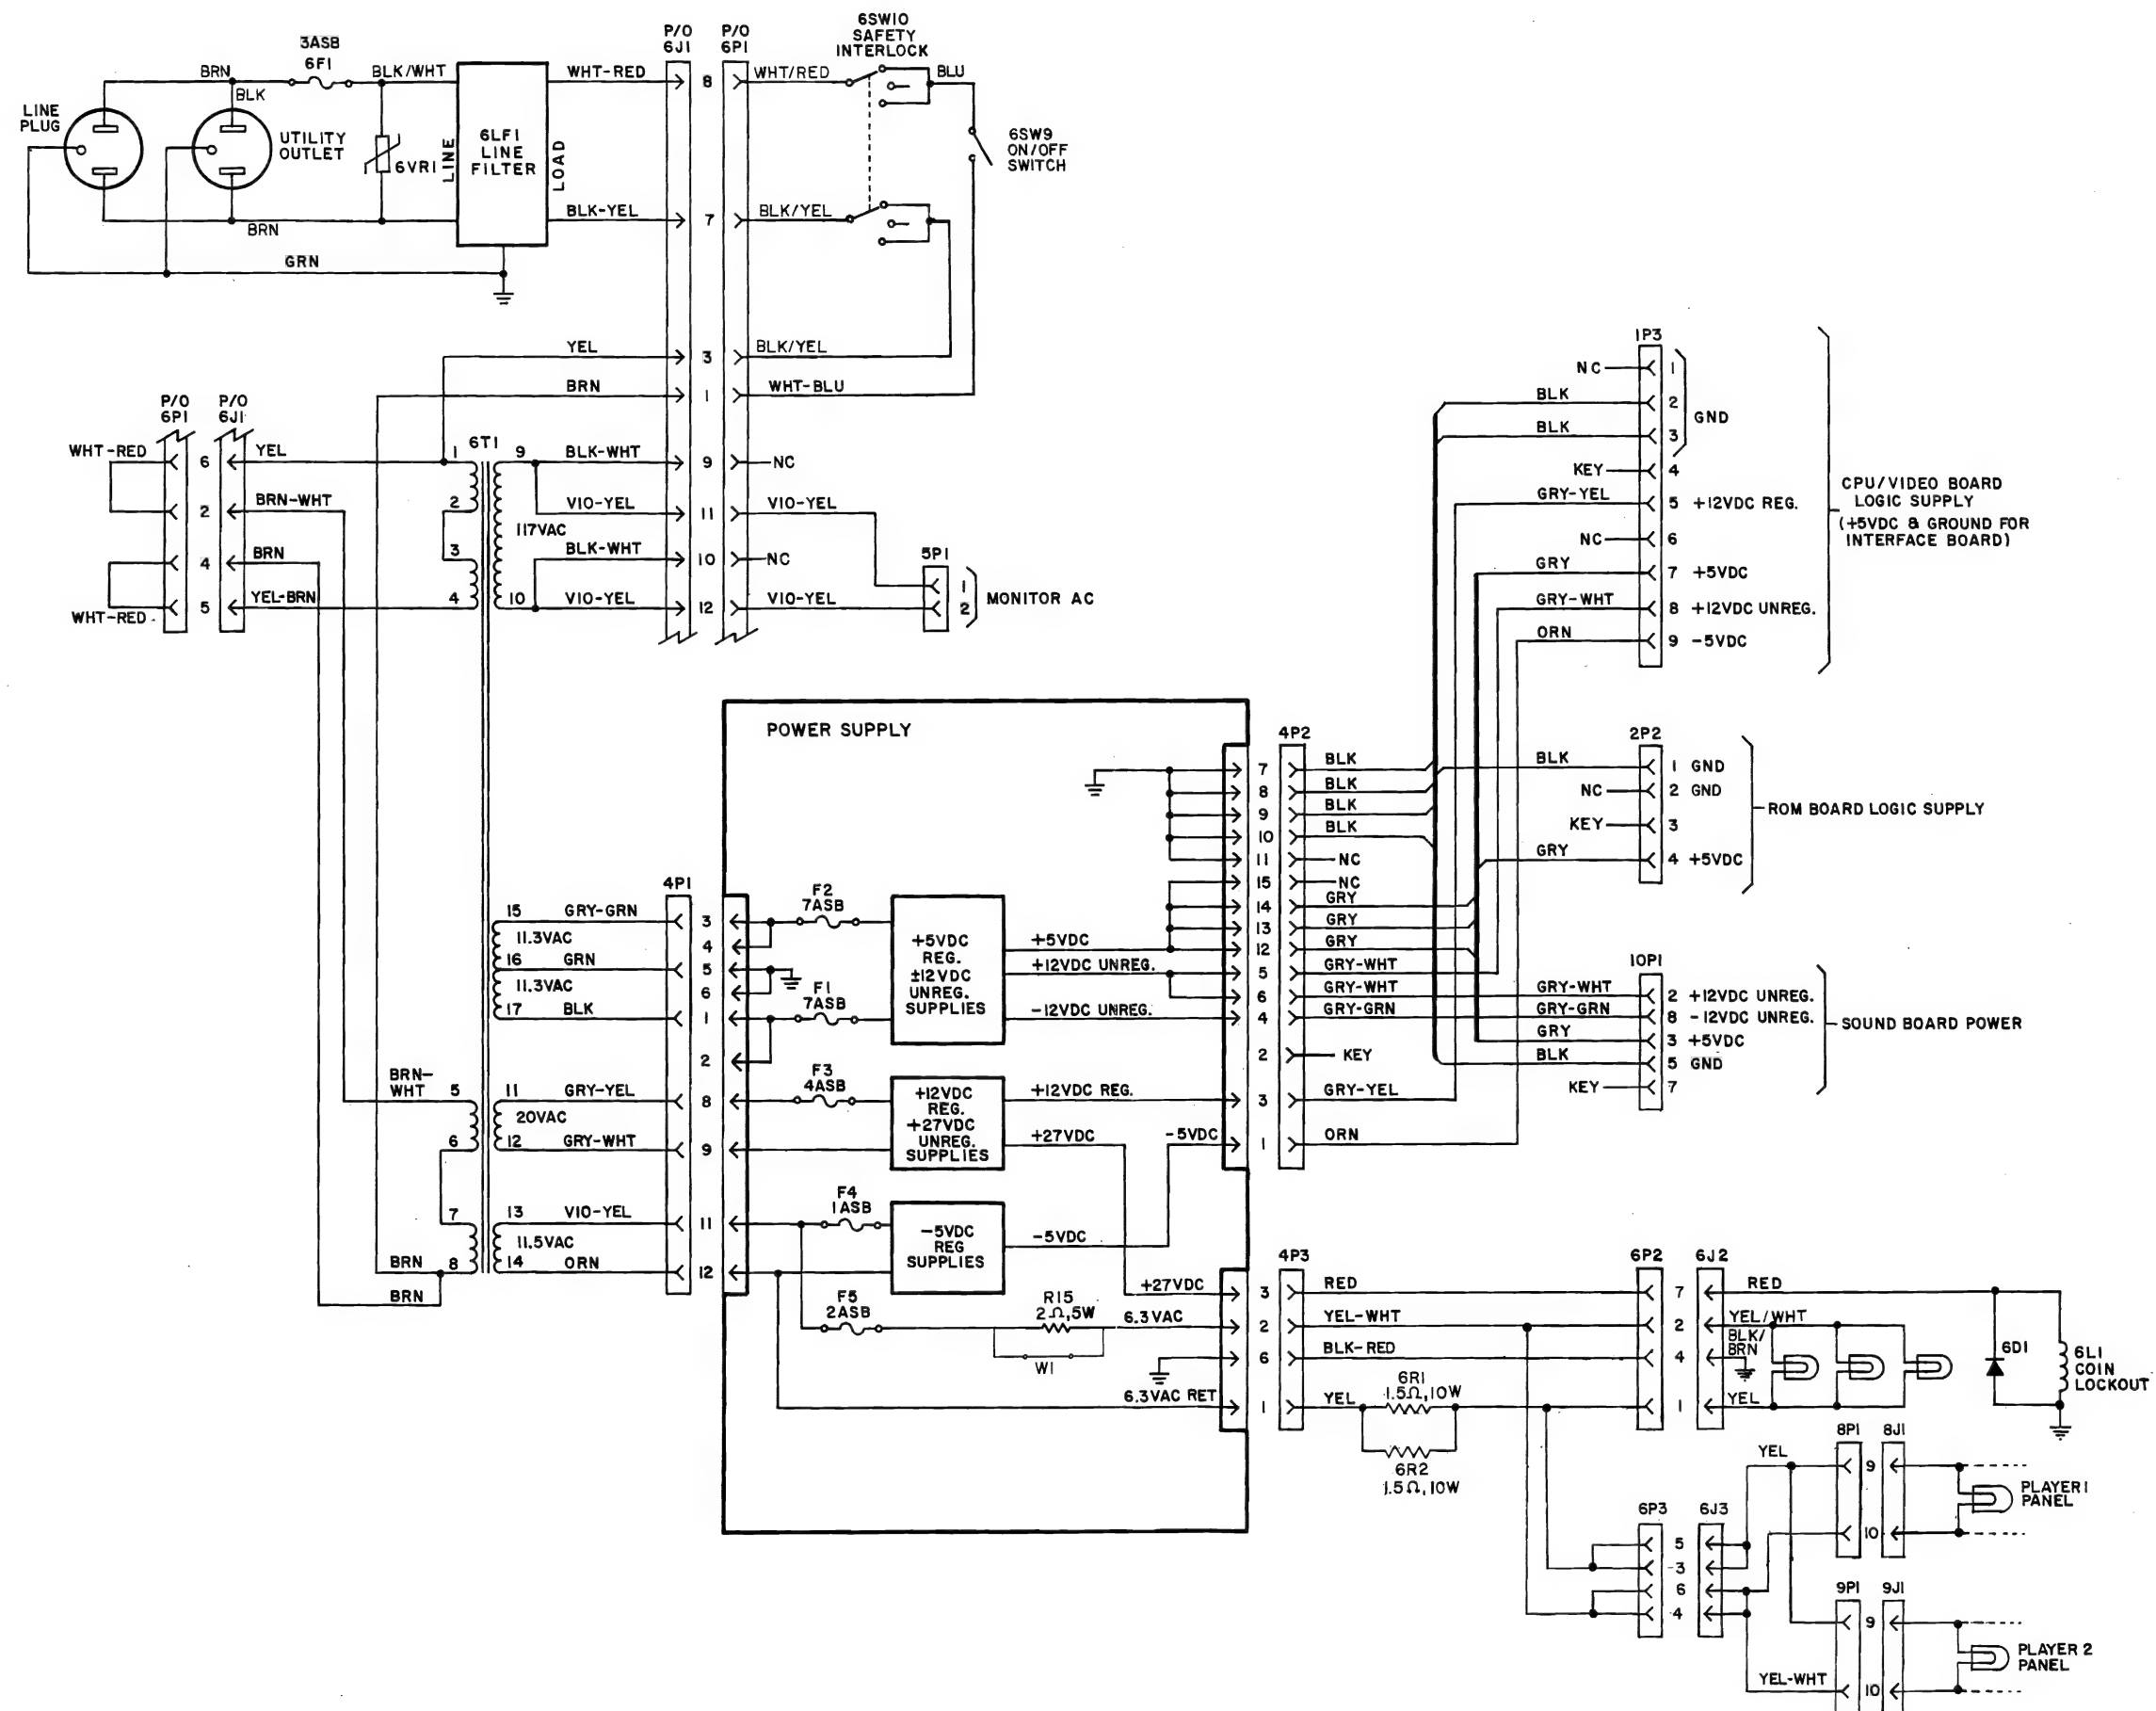 3ASB
6F1
BRN
BLK/WHT
BLK
LINE
PLUG
UTILITY
OUTLET
6VR1
BRN
GRN
LINE
6LF1
LINE
FILTER
LOAD
WHT-RED
BLK-YEL
P/O
6J1
P/O
6P1
8
7
3
1
9
11
10
12
WHT/RED
BLK/YEL
6SW10
SAFETY
INTERLOCK
BLU
6SW9
ON/OFF
SWITCH
YEL
BRN
BLK/YEL
WHT-BLU
P/O
6P1
P/O
6J1
WHT-RED
WHT-RED
6
2
4
5
YEL
BRN-WHT
BRN
YEL-BRN
6T1
1
2
3
4
9
117VAC
10
BLK-WHT
VIO-YEL
BLK-WHT
VIO-YEL
NC
VIO-YEL
NC
VIO-YEL
5P1
1
2
MONITOR AC
15
GRY-GRN
11.3VAC
16
GRN
11.3VAC
17
BLK
BRN-
WHT
5
6
7
8
BRN
BRN
11
GRY-YEL
20VAC
12
GRY-WHT
13
VIO-YEL
11.5VAC
14
ORN
4P1
3
4
5
6
1
2
8
9
11
12
POWER SUPPLY
F2
7ASB
F1
7ASB
F3
4ASB
F4
1ASB
F5
2ASB
+5VDC
REG.
±12VDC
UNREG.
SUPPLIES
+12VDC
REG.
+27VDC
UNREG.
SUPPLIES
-5VDC
REG
SUPPLIES
+5VDC
+12VDC UNREG.
-12VDC UNREG.
+12VDC REG.
+27VDC
-5VDC
-5VDC
+27VDC
R15
2Ω,5W
W1
6.3VAC
6.3VAC RET
4P2
7
8
9
10
11
15
14
13
12
5
6
4
2
3
1
BLK
BLK
BLK
BLK
NC
NC
GRY
GRY
GRY
GRY-WHT
GRY-WHT
GRY-GRN
KEY
GRY-YEL
ORN
1P3
NC
1
BLK
2
BLK
3
GND
KEY
4
GRY-YEL
5 +12VDC REG.
NC
6
GRY
7 +5VDC
GRY-WHT
8 +12VDC UNREG.
ORN
9 -5VDC
CPU/VIDEO BOARD
LOGIC SUPPLY
(+5VDC & GROUND FOR
INTERFACE BOARD)
2P2
BLK
1 GND
NC
2 GND
KEY
3
GRY
4 +5VDC
ROM BOARD LOGIC SUPPLY
10P1
GRY-WHT
2 +12VDC UNREG.
GRY-GRN
8 -12VDC UNREG.
GRY
3 +5VDC
BLK
5 GND
KEY
7
SOUND BOARD POWER
4P3
3
2
6
1
RED
YEL-WHT
BLK-RED
YEL
6R1
1.5Ω,10W
6R2
1.5Ω,10W
6P2
6J2
7
2
4
1
RED
YEL/WHT
BLK/
BRN
YEL
6D1
6L1
COIN
LOCKOUT
6P3
6J3
5
3
6
4
YEL
YEL-WHT
8P1
8J1
9
10
PLAYER 1
PANEL
9P1
9J1
9
10
PLAYER 2
PANEL